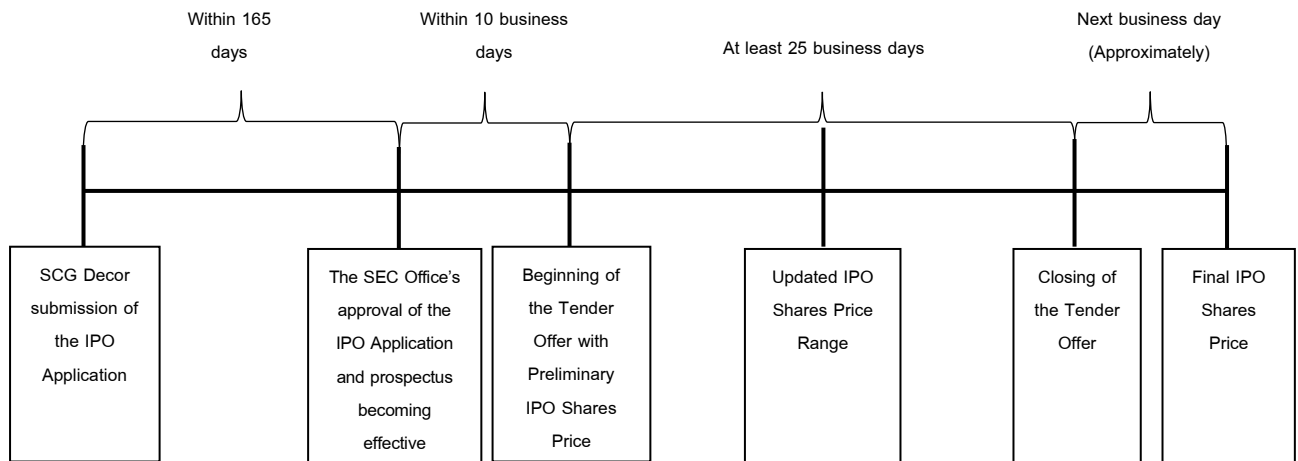 Within 165
days
Within 10 business
days
At least 25 business days
Next business day
(Approximately)
SCG Decor
submission of
the IPO
Application
The SEC Office's
approval of the
IPO Application
and prospectus
becoming
effective
Beginning of
the Tender
Offer with
Preliminary
IPO Shares
Price
Updated IPO
Shares Price
Range
Closing of
the Tender
Offer
Final IPO
Shares
Price